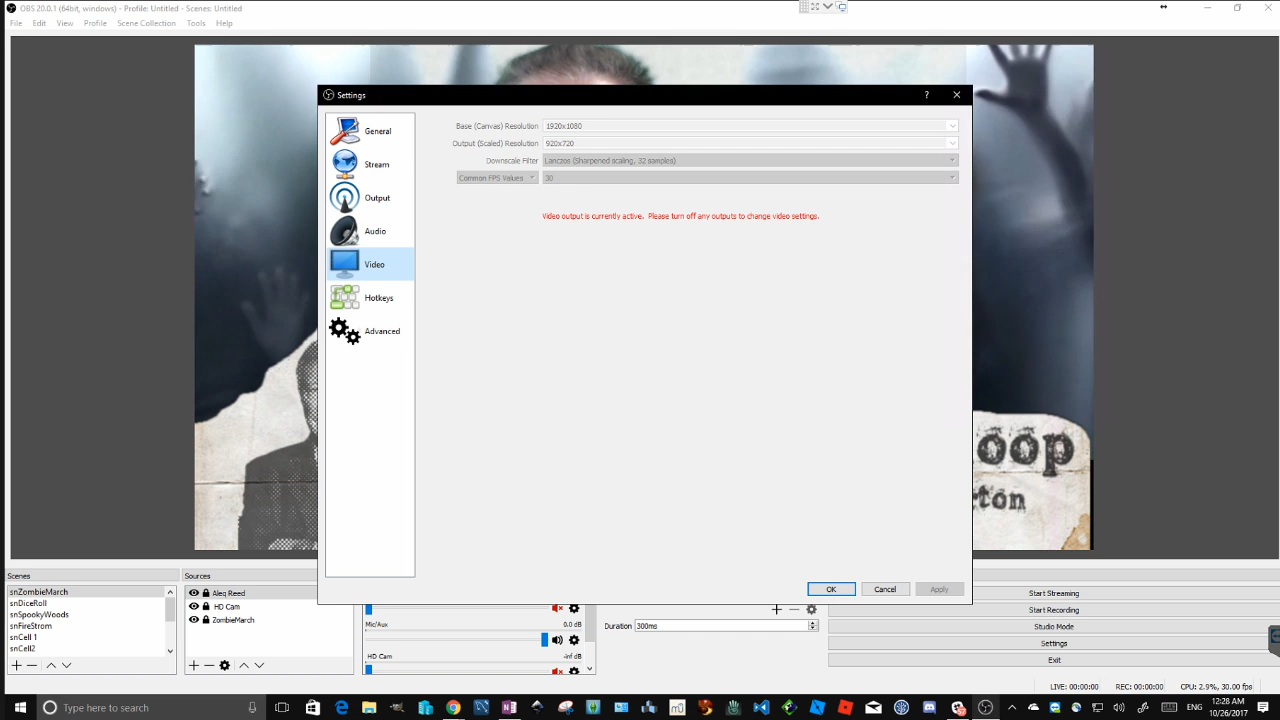 OBS 20.0.1 (64bit, windows) - Profile: Untitled - Scenes: Untitled
File Edit View Profile Scene Collection Tools Help
Settings
?
General
Stream
Output
Audio
Video
Hotkeys
Advanced
Base (Canvas) Resolution 1920x1080
Output (Scaled) Resolution 920x720
Downscale Filter Lanczos (Sharpened scaling, 32 samples)
Common FPS Values 30
Video output is currently active. Please turn off any outputs to change video settings.
oop
ton
OK Cancel Apply
Scenes
snZombieMarch
snDiceRoll
snSpookyWoods
snFireStrom
snCell 1
snCell2
Sources
Aleq Reed
HD Cam
ZombieMarch
Mic/Aux 0.0 dB
HD Cam -inf dB
Duration 300ms
Start Streaming
Start Recording
Studio Mode
Settings
Exit
LIVE: 00:00:00 REC: 00:00:00 CPU: 2.9%, 30.00 fps
Type here to search
ENG
12:28 AM
10/26/2017